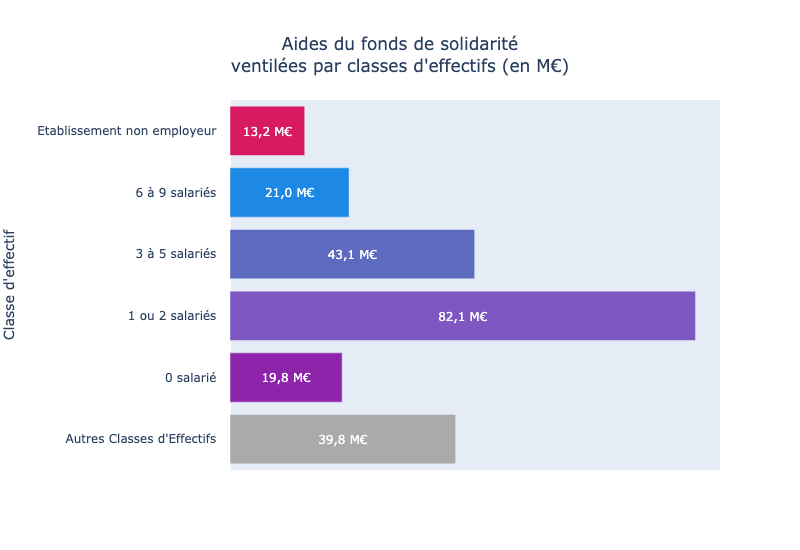 Aides du fonds de solidarité
ventilées par classes d'effectifs (en M€)
Classe d'effectif
Etablissement non employeur
13,2 M€
6 à 9 salariés
21,0 M€
3 à 5 salariés
43,1 M€
1 ou 2 salariés
82,1 M€
0 salarié
19,8 M€
Autres Classes d'Effectifs
39,8 M€